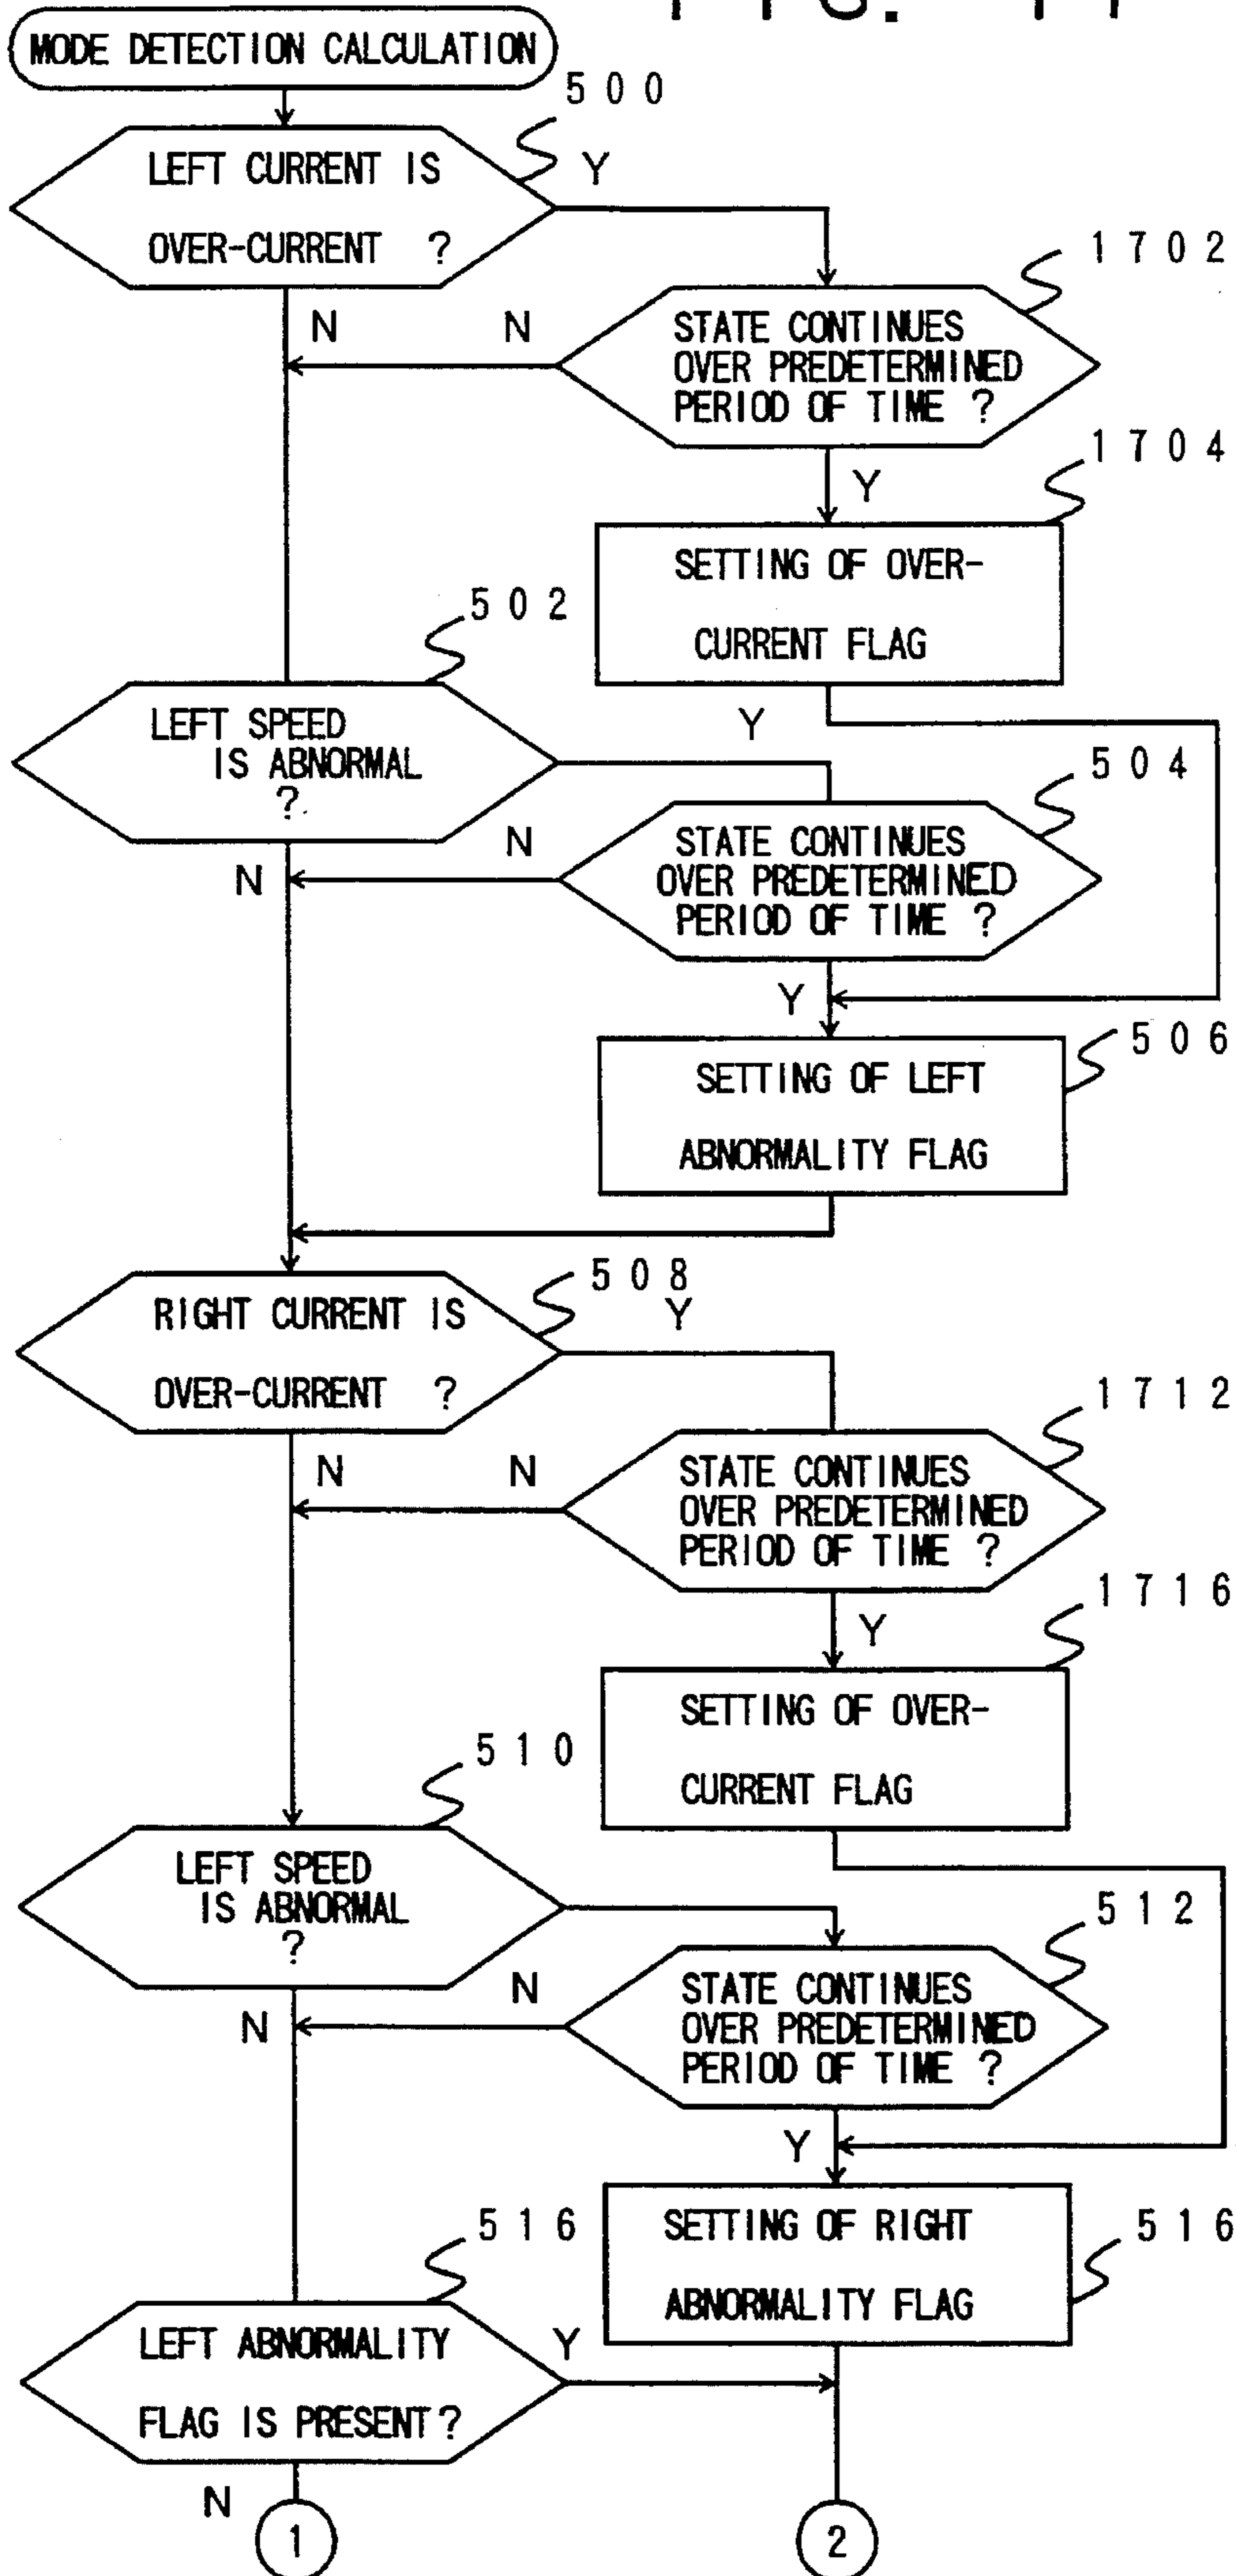 MODE DETECTION CALCULATION
500
LEFT CURRENT IS
OVER-CURRENT ?
Y
N
1702
STATE CONTINUES
OVER PREDETERMINED
PERIOD OF TIME ?
N
Y
1704
SETTING OF OVER-
CURRENT FLAG
502
LEFT SPEED
IS ABNORMAL
?
Y
N
504
STATE CONTINUES
OVER PREDETERMINED
PERIOD OF TIME ?
N
Y
506
SETTING OF LEFT
ABNORMALITY FLAG
508
RIGHT CURRENT IS
OVER-CURRENT ?
Y
N
1712
STATE CONTINUES
OVER PREDETERMINED
PERIOD OF TIME ?
N
Y
1716
SETTING OF OVER-
CURRENT FLAG
510
LEFT SPEED
IS ABNORMAL
?
N
512
STATE CONTINUES
OVER PREDETERMINED
PERIOD OF TIME ?
N
Y
516
SETTING OF RIGHT
ABNORMALITY FLAG
516
LEFT ABNORMALITY
FLAG IS PRESENT?
Y
N
1
2